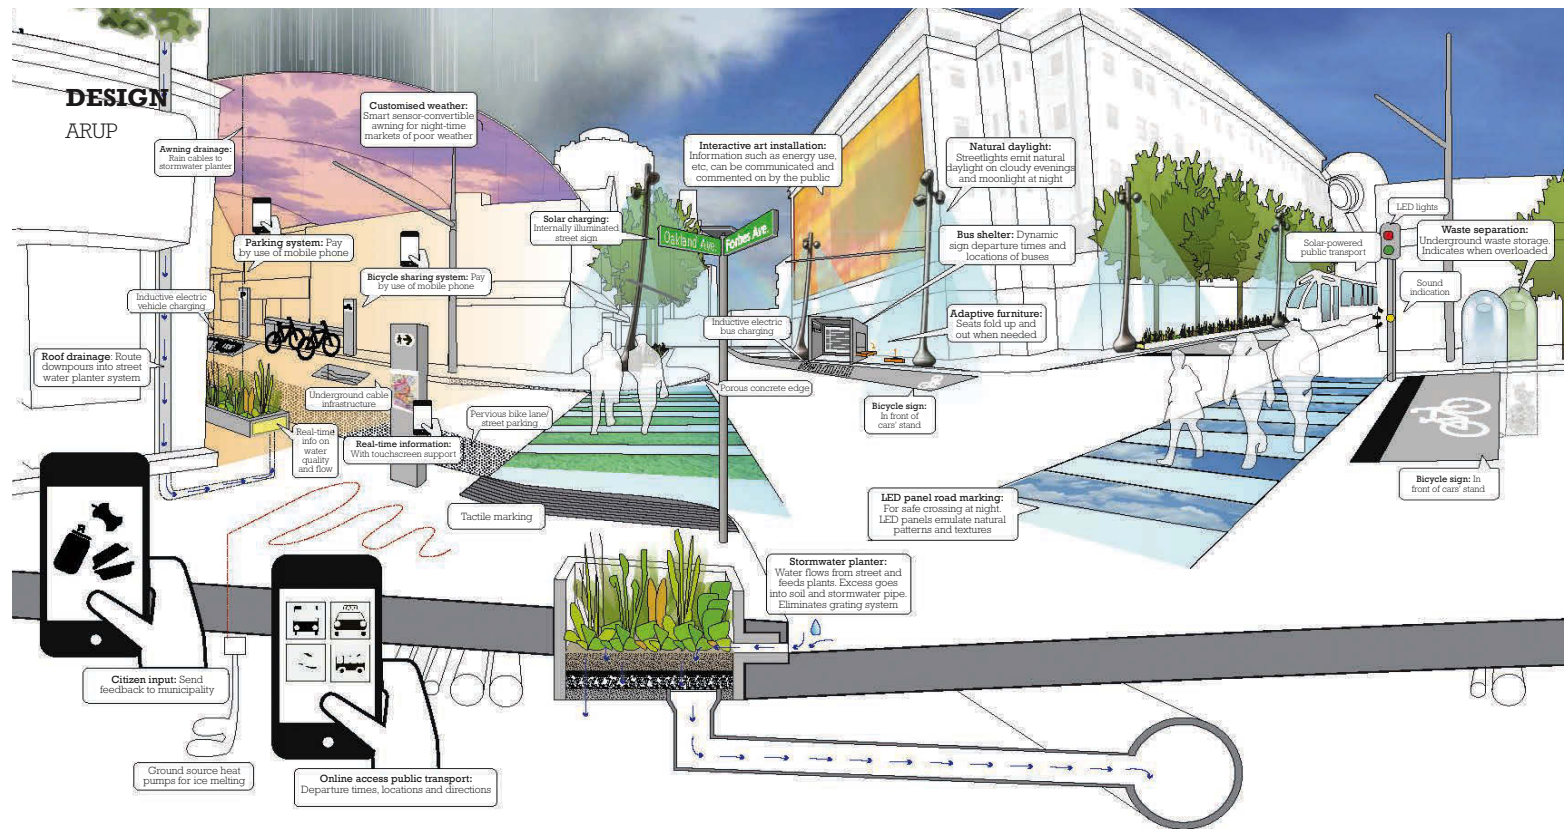 DESIGN
ARUP
Customised weather:
Smart sensor-convertible
awning for night-time
markets of poor weather
Awning drainage:
Rain cables to
stormwater planter
Parking system: Pay
by use of mobile phone
Bicycle sharing system: Pay
by use of mobile phone
Inductive electric
vehicle charging
Roof drainage: Route
downpours into street
water planter system
Underground cable
infrastructure
Real-time
info on
water
quality
and flow
Real-time information:
With touchscreen support
Pervious bike lane/
street parking
Tactile marking
Solar charging:
Internally illuminated
street sign
Oakland Ave.
Forbes Ave.
Interactive art installation:
Information such as energy use,
etc, can be communicated and
commented on by the public
Natural daylight:
Streetlights emit natural
daylight on cloudy evenings
and moonlight at night
Bus shelter: Dynamic
sign departure times and
locations of buses
Adaptive furniture:
Seats fold up and
out when needed
Inductive electric
bus charging
Porous concrete edge
Bicycle sign:
In front of
cars' stand
LED lights
Solar-powered
public transport
Waste separation:
Underground waste storage.
Indicates when overloaded
Sound
indication
Bicycle sign: In
front of cars' stand
LED panel road marking:
For safe crossing at night.
LED panels emulate natural
patterns and textures
Stormwater planter:
Water flows from street and
feeds plants. Excess goes
into soil and stormwater pipe.
Eliminates grating system
Citizen input: Send
feedback to municipality
Ground source heat
pumps for ice melting
Online access public transport:
Departure times, locations and directions